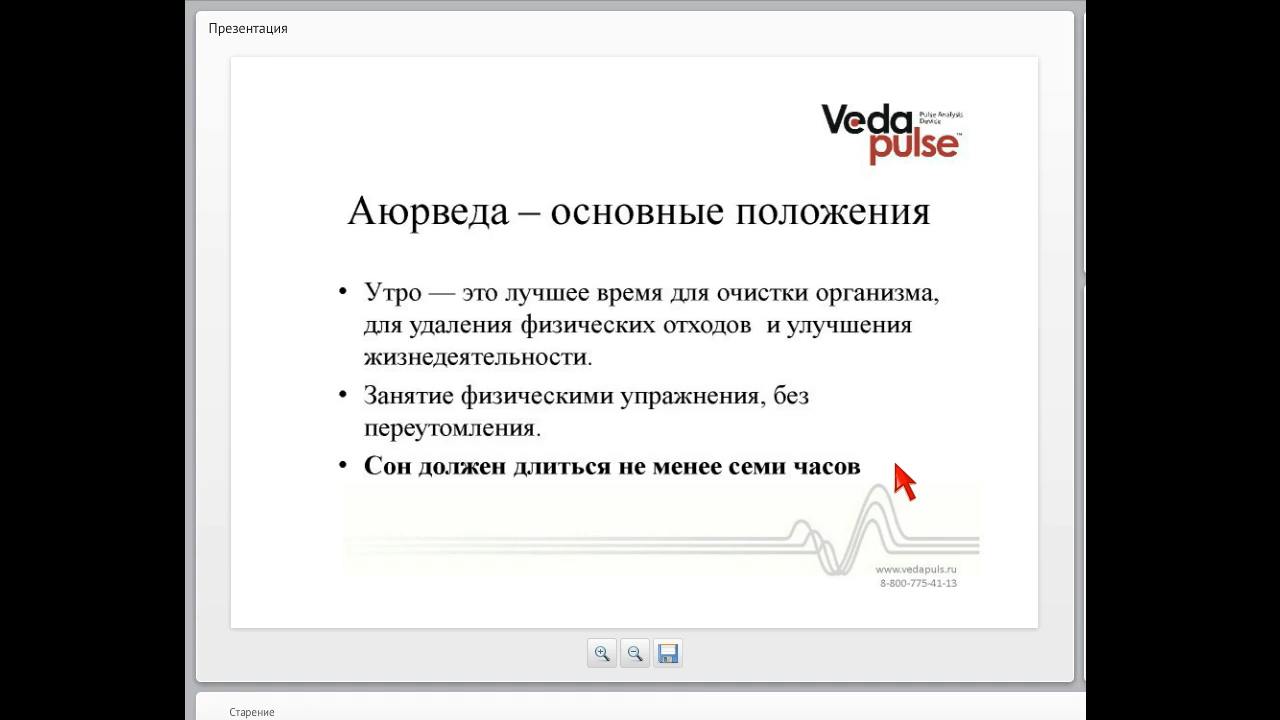 Презентация
Veda
Pulse Analysis
Device
pulse™
Аюрведа – основные положения
• Утро — это лучшее время для очистки организма,
для удаления физических отходов и улучшения
жизнедеятельности.
• Занятие физическими упражнения, без
переутомления.
• Сон должен длиться не менее семи часов
www.vedapuls.ru
8-800-775-41-13
Старение